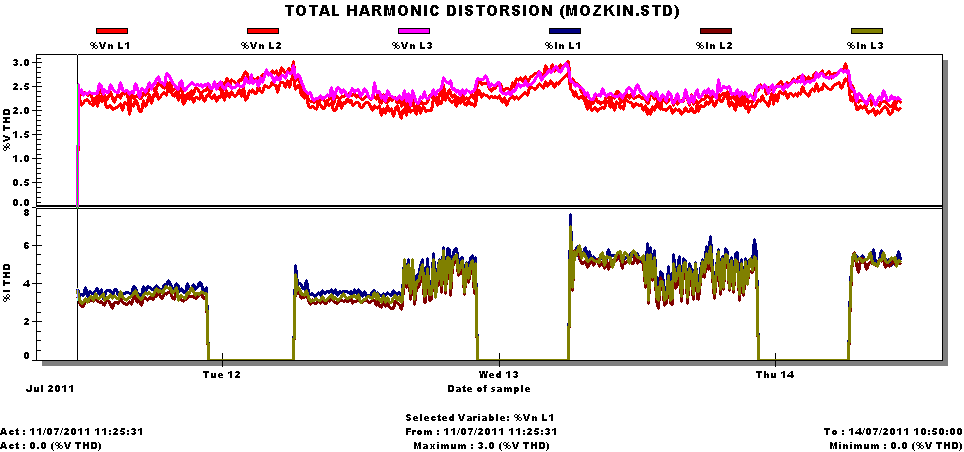 TOTAL HARMONIC DISTORSION (MOZKIN.STD)
%Vn L1 %Vn L2 %Vn L3 %In L1 %In L2 %In L3
3.0
2.5
2.0
1.5
1.0
0.5
0.0
%V THD
8
6
4
2
0
%I THD
Tue 12 Wed 13 Thu 14
Jul 2011 Date of sample
Selected Variable: %Vn L1
Act : 11/07/2011 11:25:31 From : 11/07/2011 11:25:31 To : 14/07/2011 10:50:00
Act : 0.0 (%V THD) Maximum : 3.0 (%V THD) Minimum : 0.0 (%V THD)